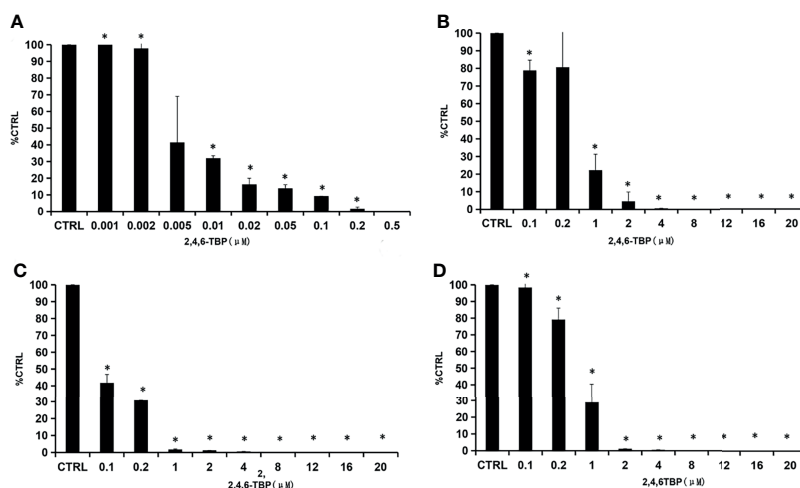 A
100
90
80
70
60
50
40
30
20
10
0
%CTRL
* * * * * * * *
CTRL 0.001 0.002 0.005 0.01 0.02 0.05 0.1 0.2 0.5
2,4,6-TBP(μM)
B
100
90
80
70
60
50
40
30
20
10
0
%CTRL
* * * * * * * *
CTRL 0.1 0.2 1 2 4 8 12 16 20
2,4,6-TBP(μM)
C
100
90
80
70
60
50
40
30
20
10
0
%CTRL
* * * * * * * * *
CTRL 0.1 0.2 1 2 4 8 12 16 20
2,
2,4,6-TBP(μM)
D
100
90
80
70
60
50
40
30
20
10
0
%CTRL
* * * * * * * * *
CTRL 0.1 0.2 1 2 4 8 12 16 20
2,4,6TBP(μM)